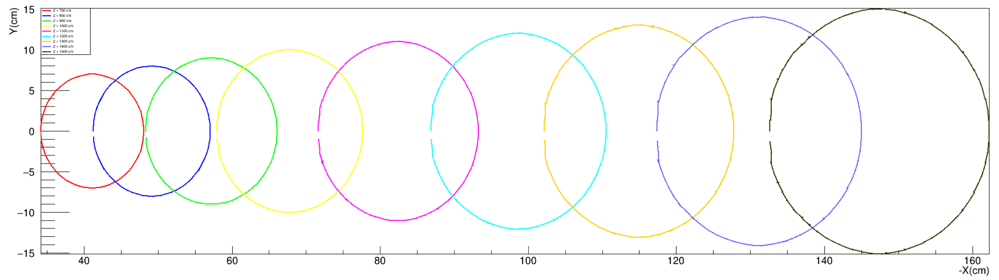 Y(cm)
15
10
5
0
−5
−10
−15
Z = 700 cm
Z = 800 cm
Z = 900 cm
Z = 1000 cm
Z = 1100 cm
Z = 1200 cm
Z = 1300 cm
Z = 1400 cm
Z = 1500 cm
40 60 80 100 120 140 160
-X(cm)